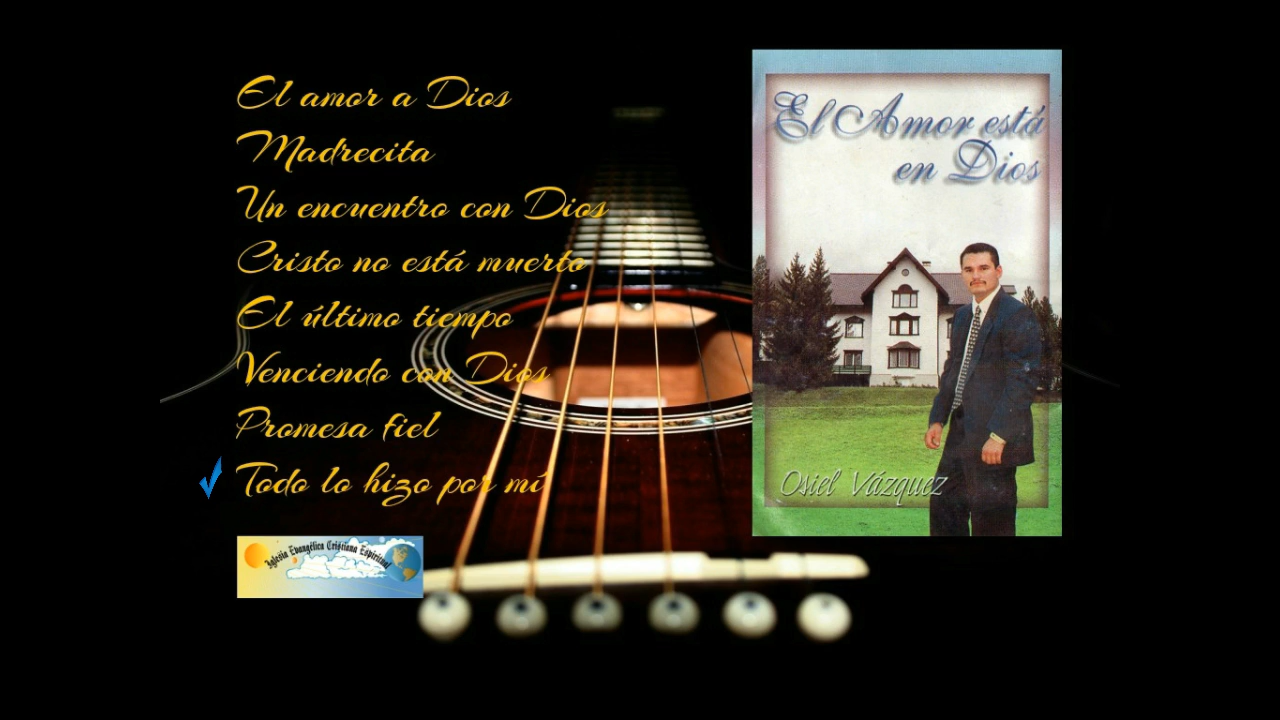 El amor a Dios
Madrecita
Un encuentro con Dios
Cristo no está muerto
El último tiempo
Venciendo con Dios
Promesa fiel
Todo lo hizo por mí
Iglesia Evangélica Cristiana Espiritual
El Amor está
en Dios
Osiel Vázquez